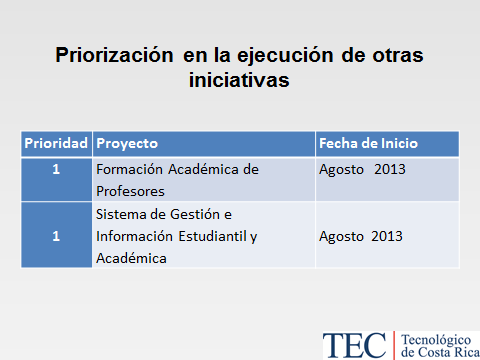 Priorización en la ejecución de otras
iniciativas
Prioridad Proyecto Fecha de Inicio
1 Formación Académica de Profesores Agosto 2013
1 Sistema de Gestión e Información Estudiantil y Académica Agosto 2013
TEC Tecnológico
de Costa Rica